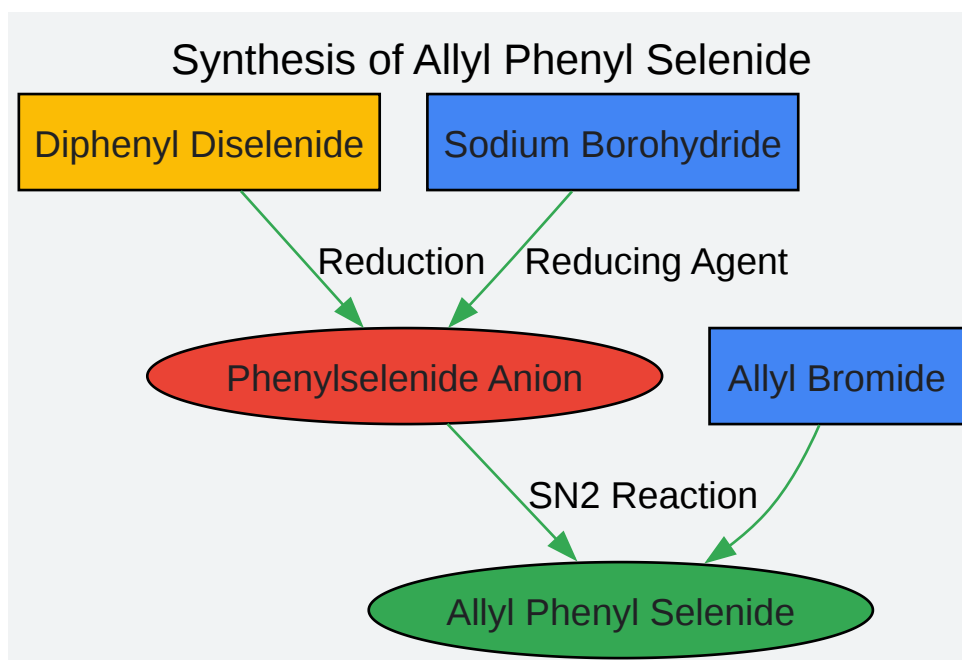 Synthesis of Allyl Phenyl Selenide
Diphenyl Diselenide
Sodium Borohydride
Reduction
Reducing Agent
Phenylselenide Anion
Allyl Bromide
SN2 Reaction
Allyl Phenyl Selenide